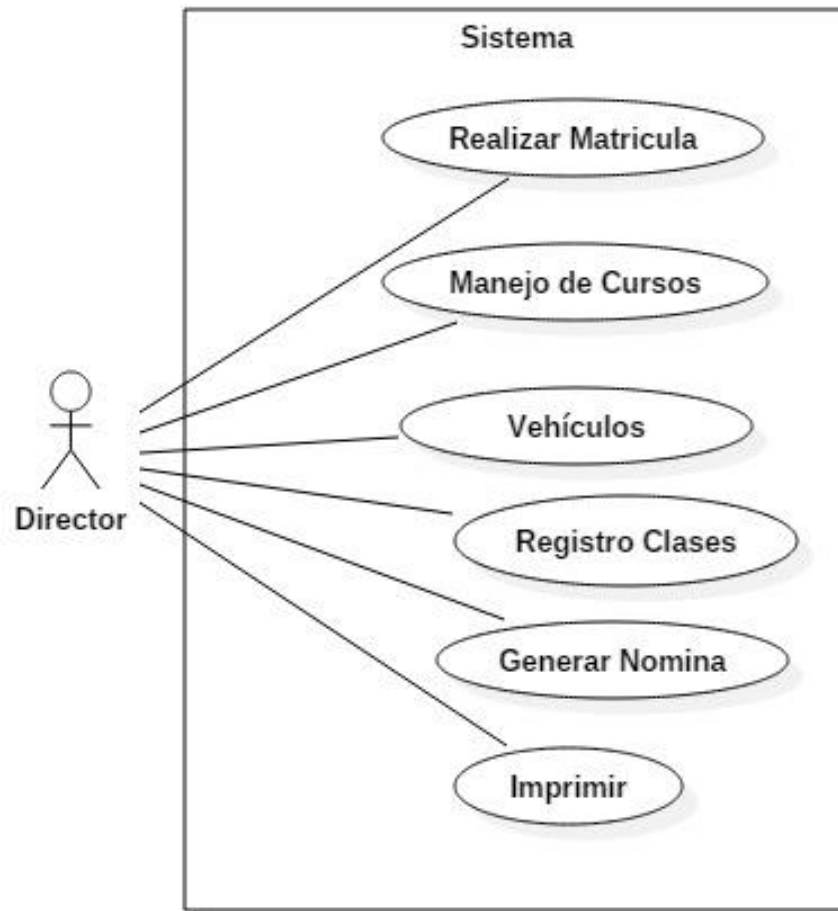 Sistema
Realizar Matricula
Manejo de Cursos
Vehículos
Registro Clases
Director
Generar Nomina
Imprimir